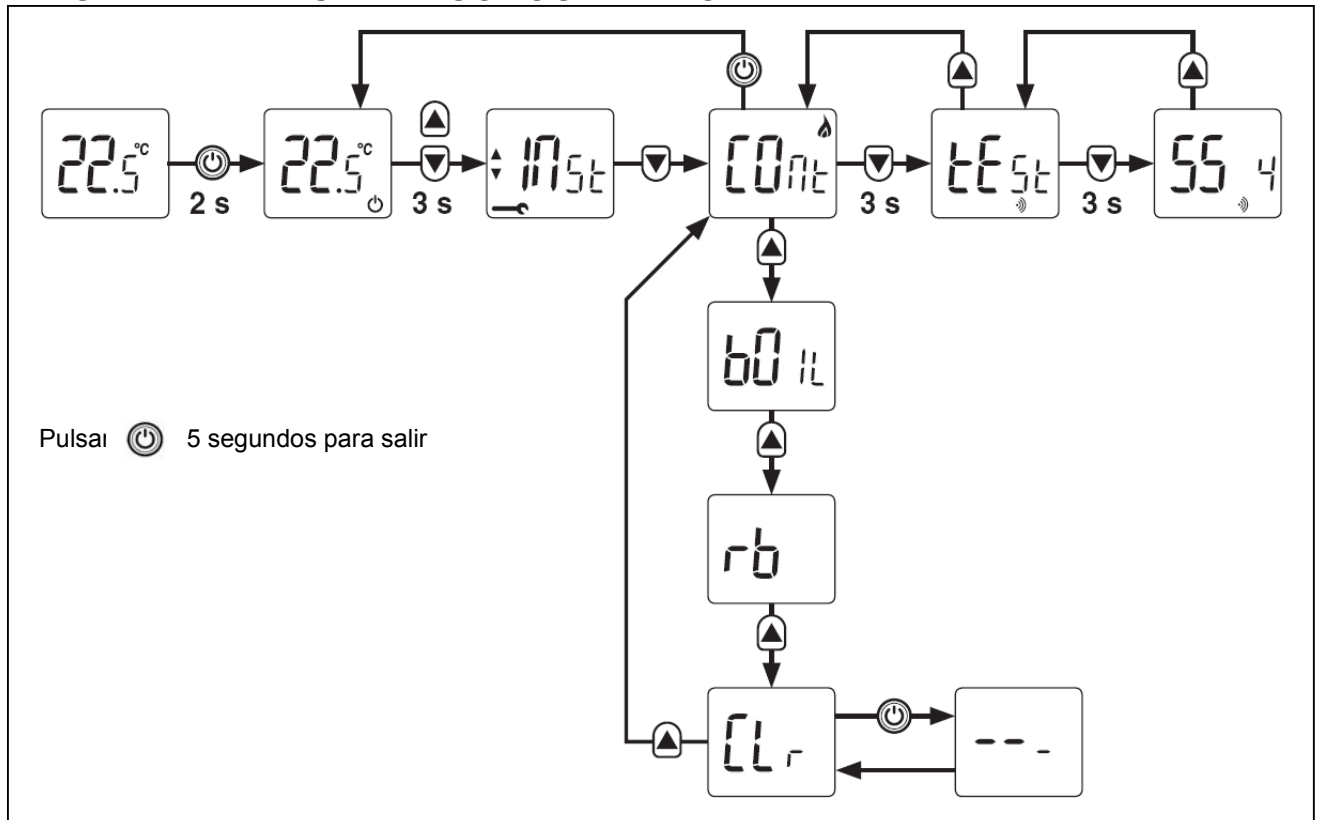 22.5°C
2 s
22.5°C
3 s
INSt
CONt
3 s
tESt
3 s
SS 4
bOIL
Pulsar 5 segundos para salir
rb
CLr
---